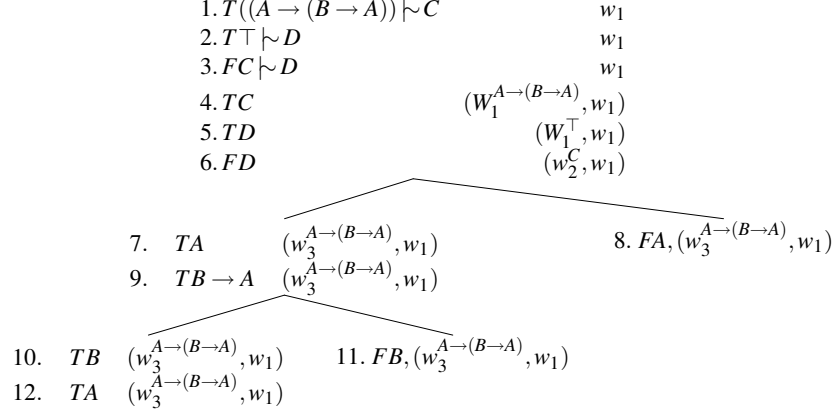 1. T((A → (B → A)) |∼ C w₁
2. T⊤ |∼ D w₁
3. FC |∼ D w₁
4. TC (W₁^{A→(B→A)}, w₁)
5. TD (W₁^⊤, w₁)
6. FD (w₂^C, w₁)
7. TA (w₃^{A→(B→A)}, w₁) 8. FA, (w₃^{A→(B→A)}, w₁)
9. TB → A (w₃^{A→(B→A)}, w₁)
10. TB (w₃^{A→(B→A)}, w₁) 11. FB, (w₃^{A→(B→A)}, w₁)
12. TA (w₃^{A→(B→A)}, w₁)